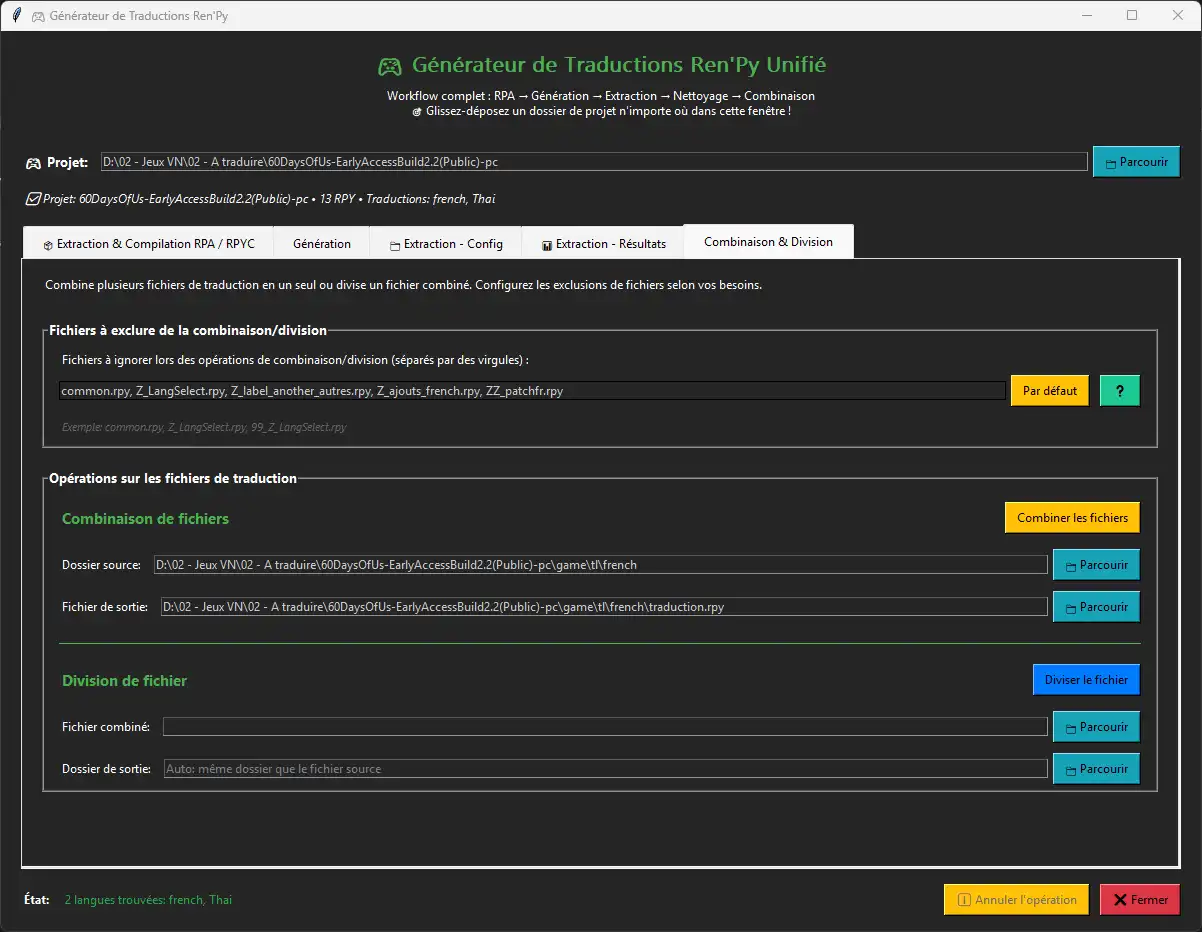 Générateur de Traductions Ren'Py
Générateur de Traductions Ren'Py Unifié
Workflow complet : RPA → Génération → Extraction → Nettoyage → Combinaison
Glissez-déposez un dossier de projet n'importe où dans cette fenêtre !
Projet: D:\02 - Jeux VN\02 - A traduire\60DaysOfUs-EarlyAccessBuild2.2(Public)-pc Parcourir
Projet: 60DaysOfUs-EarlyAccessBuild2.2(Public)-pc • 13 RPY • Traductions: french, Thai
Extraction & Compilation RPA / RPYC Génération Extraction - Config Extraction - Résultats Combinaison & Division
Combine plusieurs fichiers de traduction en un seul ou divise un fichier combiné. Configurez les exclusions de fichiers selon vos besoins.
Fichiers à exclure de la combinaison/division
Fichiers à ignorer lors des opérations de combinaison/division (séparés par des virgules) :
common.rpy, Z_LangSelect.rpy, Z_label_another_autres.rpy, Z_ajouts_french.rpy, ZZ_patchfr.rpy Par défaut ?
Exemple: common.rpy, Z_LangSelect.rpy, 99_Z_LangSelect.rpy
Opérations sur les fichiers de traduction
Combinaison de fichiers Combiner les fichiers
Dossier source: D:\02 - Jeux VN\02 - A traduire\60DaysOfUs-EarlyAccessBuild2.2(Public)-pc\game\tl\french Parcourir
Fichier de sortie: D:\02 - Jeux VN\02 - A traduire\60DaysOfUs-EarlyAccessBuild2.2(Public)-pc\game\tl\french\traduction.rpy Parcourir
Division de fichier Diviser le fichier
Fichier combiné: Parcourir
Dossier de sortie: Auto: même dossier que le fichier source Parcourir
État: 2 langues trouvées: french, Thai Annuler l'opération Fermer